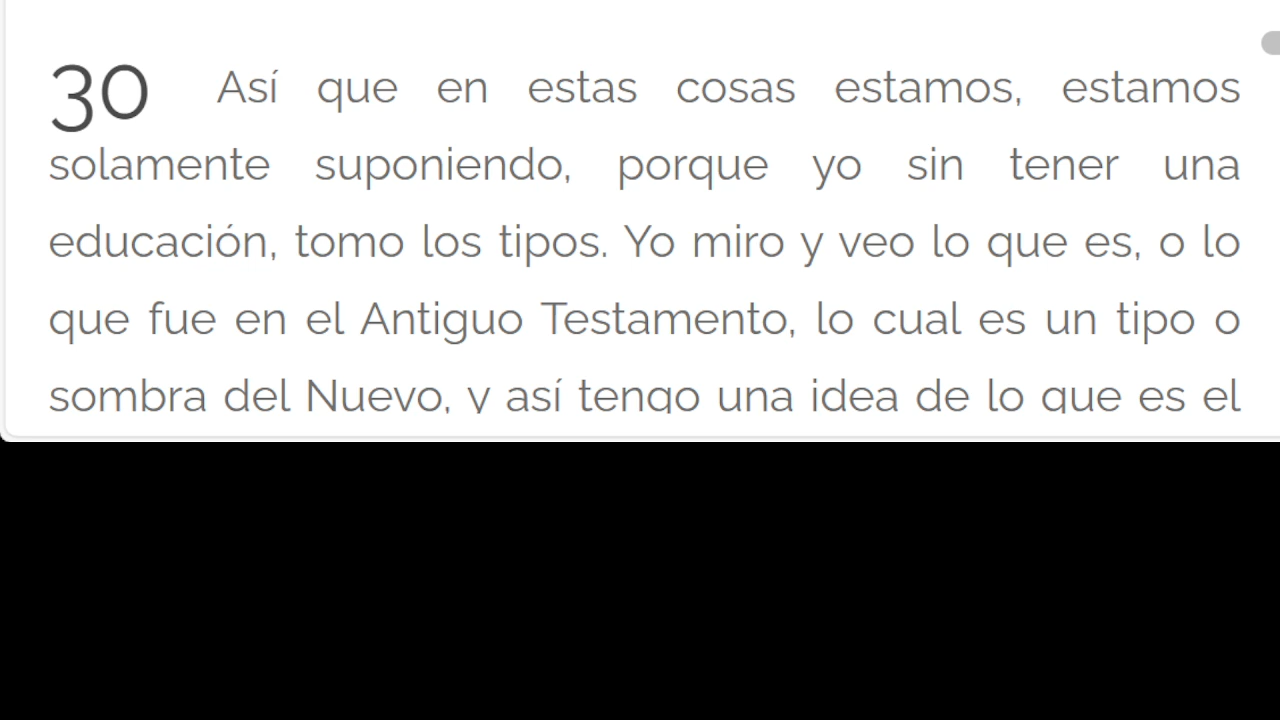 30 Así que en estas cosas estamos, estamos
solamente suponiendo, porque yo sin tener una
educación, tomo los tipos. Yo miro y veo lo que es, o lo
que fue en el Antiguo Testamento, lo cual es un tipo o
sombra del Nuevo, y así tengo una idea de lo que es el